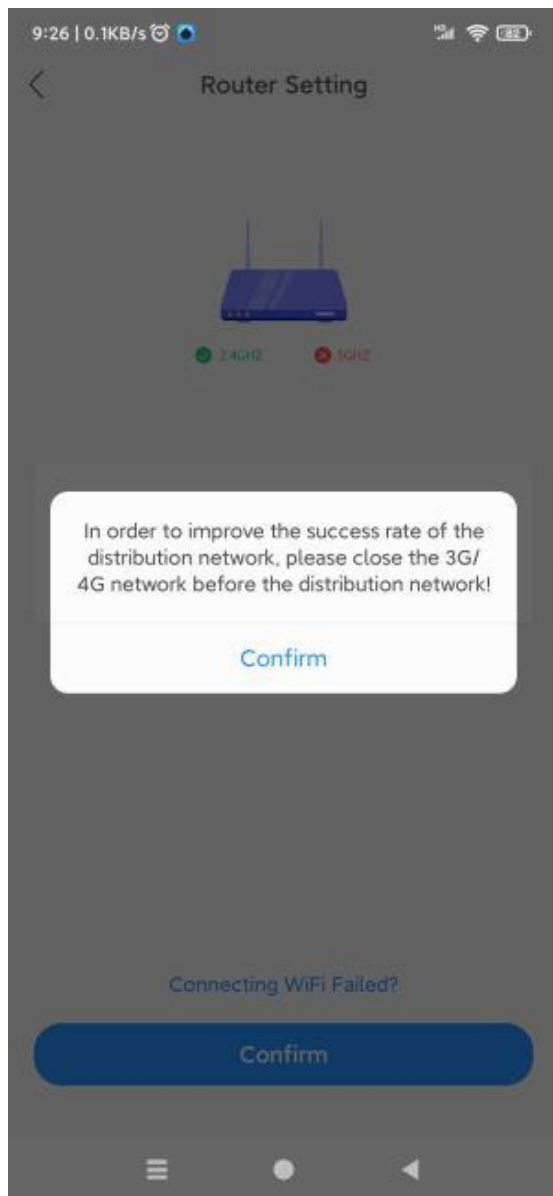 9:26 | 0.1KB/s
82
Router Setting
2.4GHZ
5GHZ
In order to improve the success rate of the
distribution network, please close the 3G/
4G network before the distribution network!
Confirm
Connecting WiFi Failed?
Confirm